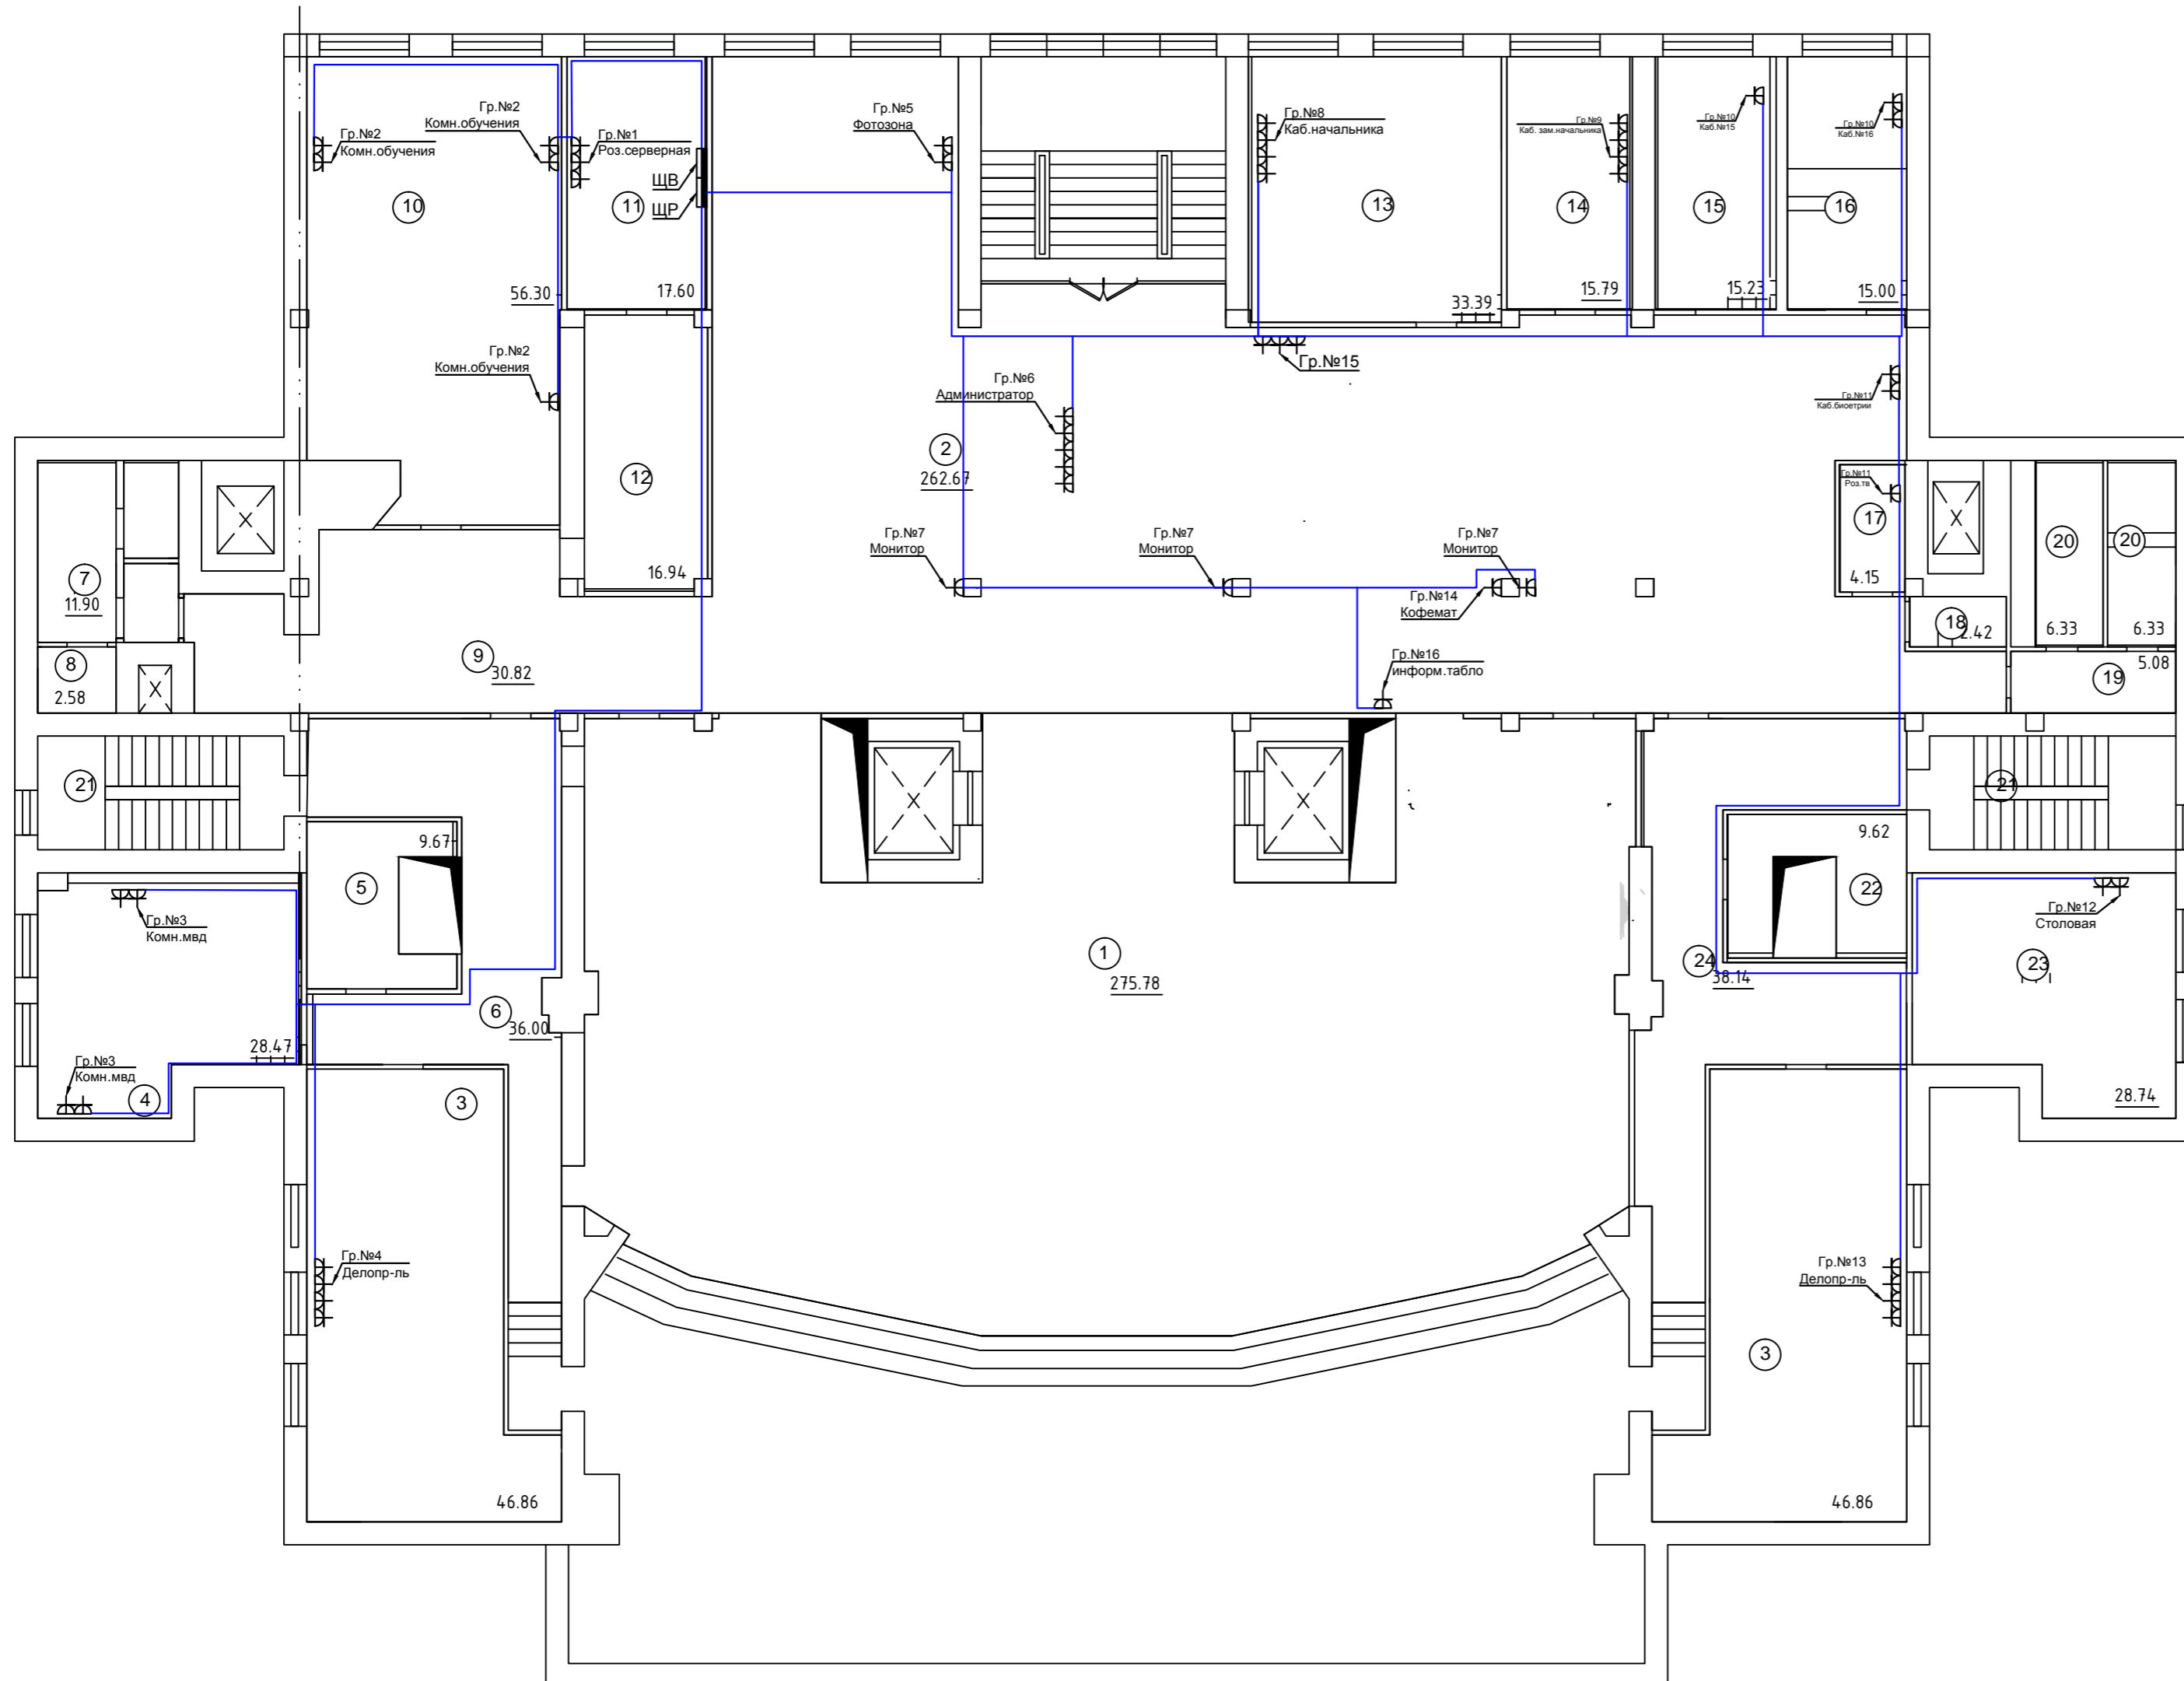 Гр.№2
Комн.обучения
Гр.№2
Комн.обучения
Гр.№1
Роз.серверная
ЩВ
ЩР
Гр.№5
Фотозона
Гр.№8
Каб.начальника
Гр.№9
Каб. зам.начальника
Гр.№10
Каб.№15
Гр.№10
Каб.№16
10
11
13
14
15
16
56.30
17.60
33.39
15.79
15.23
15.00
Гр.№2
Комн.обучения
Гр.№15
Гр.№6
Администратор
Гр.№11
Каб.биоетрии
2
262.67
12
16.94
Гр.№11
Роз.тв
17
4.15
20
20
7
11.90
Гр.№7
Монитор
Гр.№7
Монитор
Гр.№7
Монитор
Гр.№14
Кофемат
18
2.42
6.33
6.33
8
2.58
9
30.82
Гр.№16
информ.табло
19
5.08
21
21
9.67
5
9.62
22
Гр.№3
Комн.мвд
Гр.№12
Столовая
1
275.78
24
38.14
23
6
36.00
28.47
Гр.№3
Комн.мвд
4
3
28.74
Гр.№4
Делопр-ль
Гр.№13
Делопр-ль
3
46.86
46.86